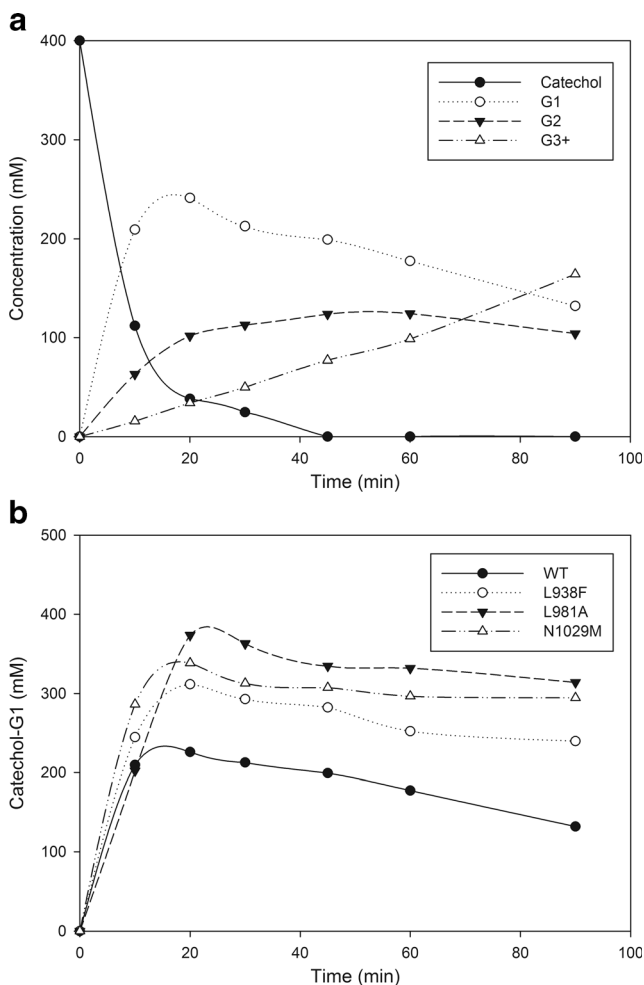 a
400
300
200
100
0
Concentration (mM)
Catechol
G1
G2
G3+
0 20 40 60 80 100
Time (min)
b
500
400
300
200
100
0
Catechol-G1 (mM)
WT
L938F
L981A
N1029M
0 20 40 60 80 100
Time (min)